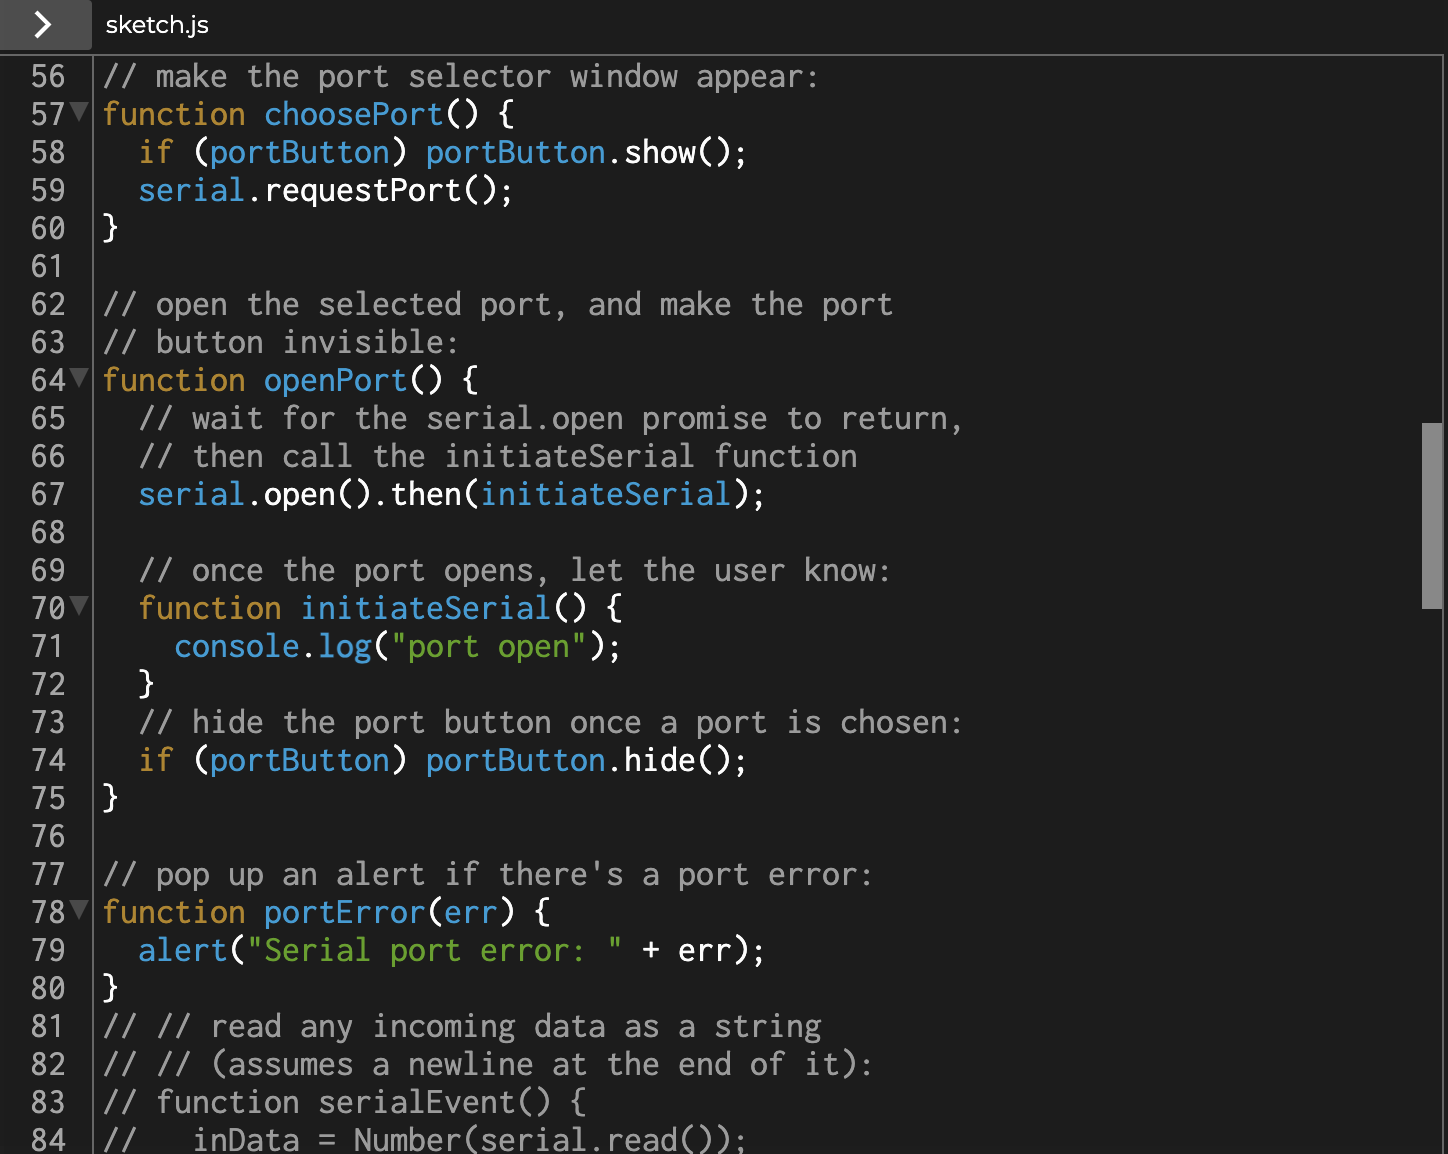 sketch.js
56 // make the port selector window appear:
57 function choosePort() {
58   if (portButton) portButton.show();
59   serial.requestPort();
60 }
61
62 // open the selected port, and make the port
63 // button invisible:
64 function openPort() {
65   // wait for the serial.open promise to return,
66   // then call the initiateSerial function
67   serial.open().then(initiateSerial);
68
69   // once the port opens, let the user know:
70   function initiateSerial() {
71     console.log("port open");
72   }
73   // hide the port button once a port is chosen:
74   if (portButton) portButton.hide();
75 }
76
77 // pop up an alert if there's a port error:
78 function portError(err) {
79   alert("Serial port error: " + err);
80 }
81 // // read any incoming data as a string
82 // // (assumes a newline at the end of it):
83 // function serialEvent() {
84 //   inData = Number(serial.read());